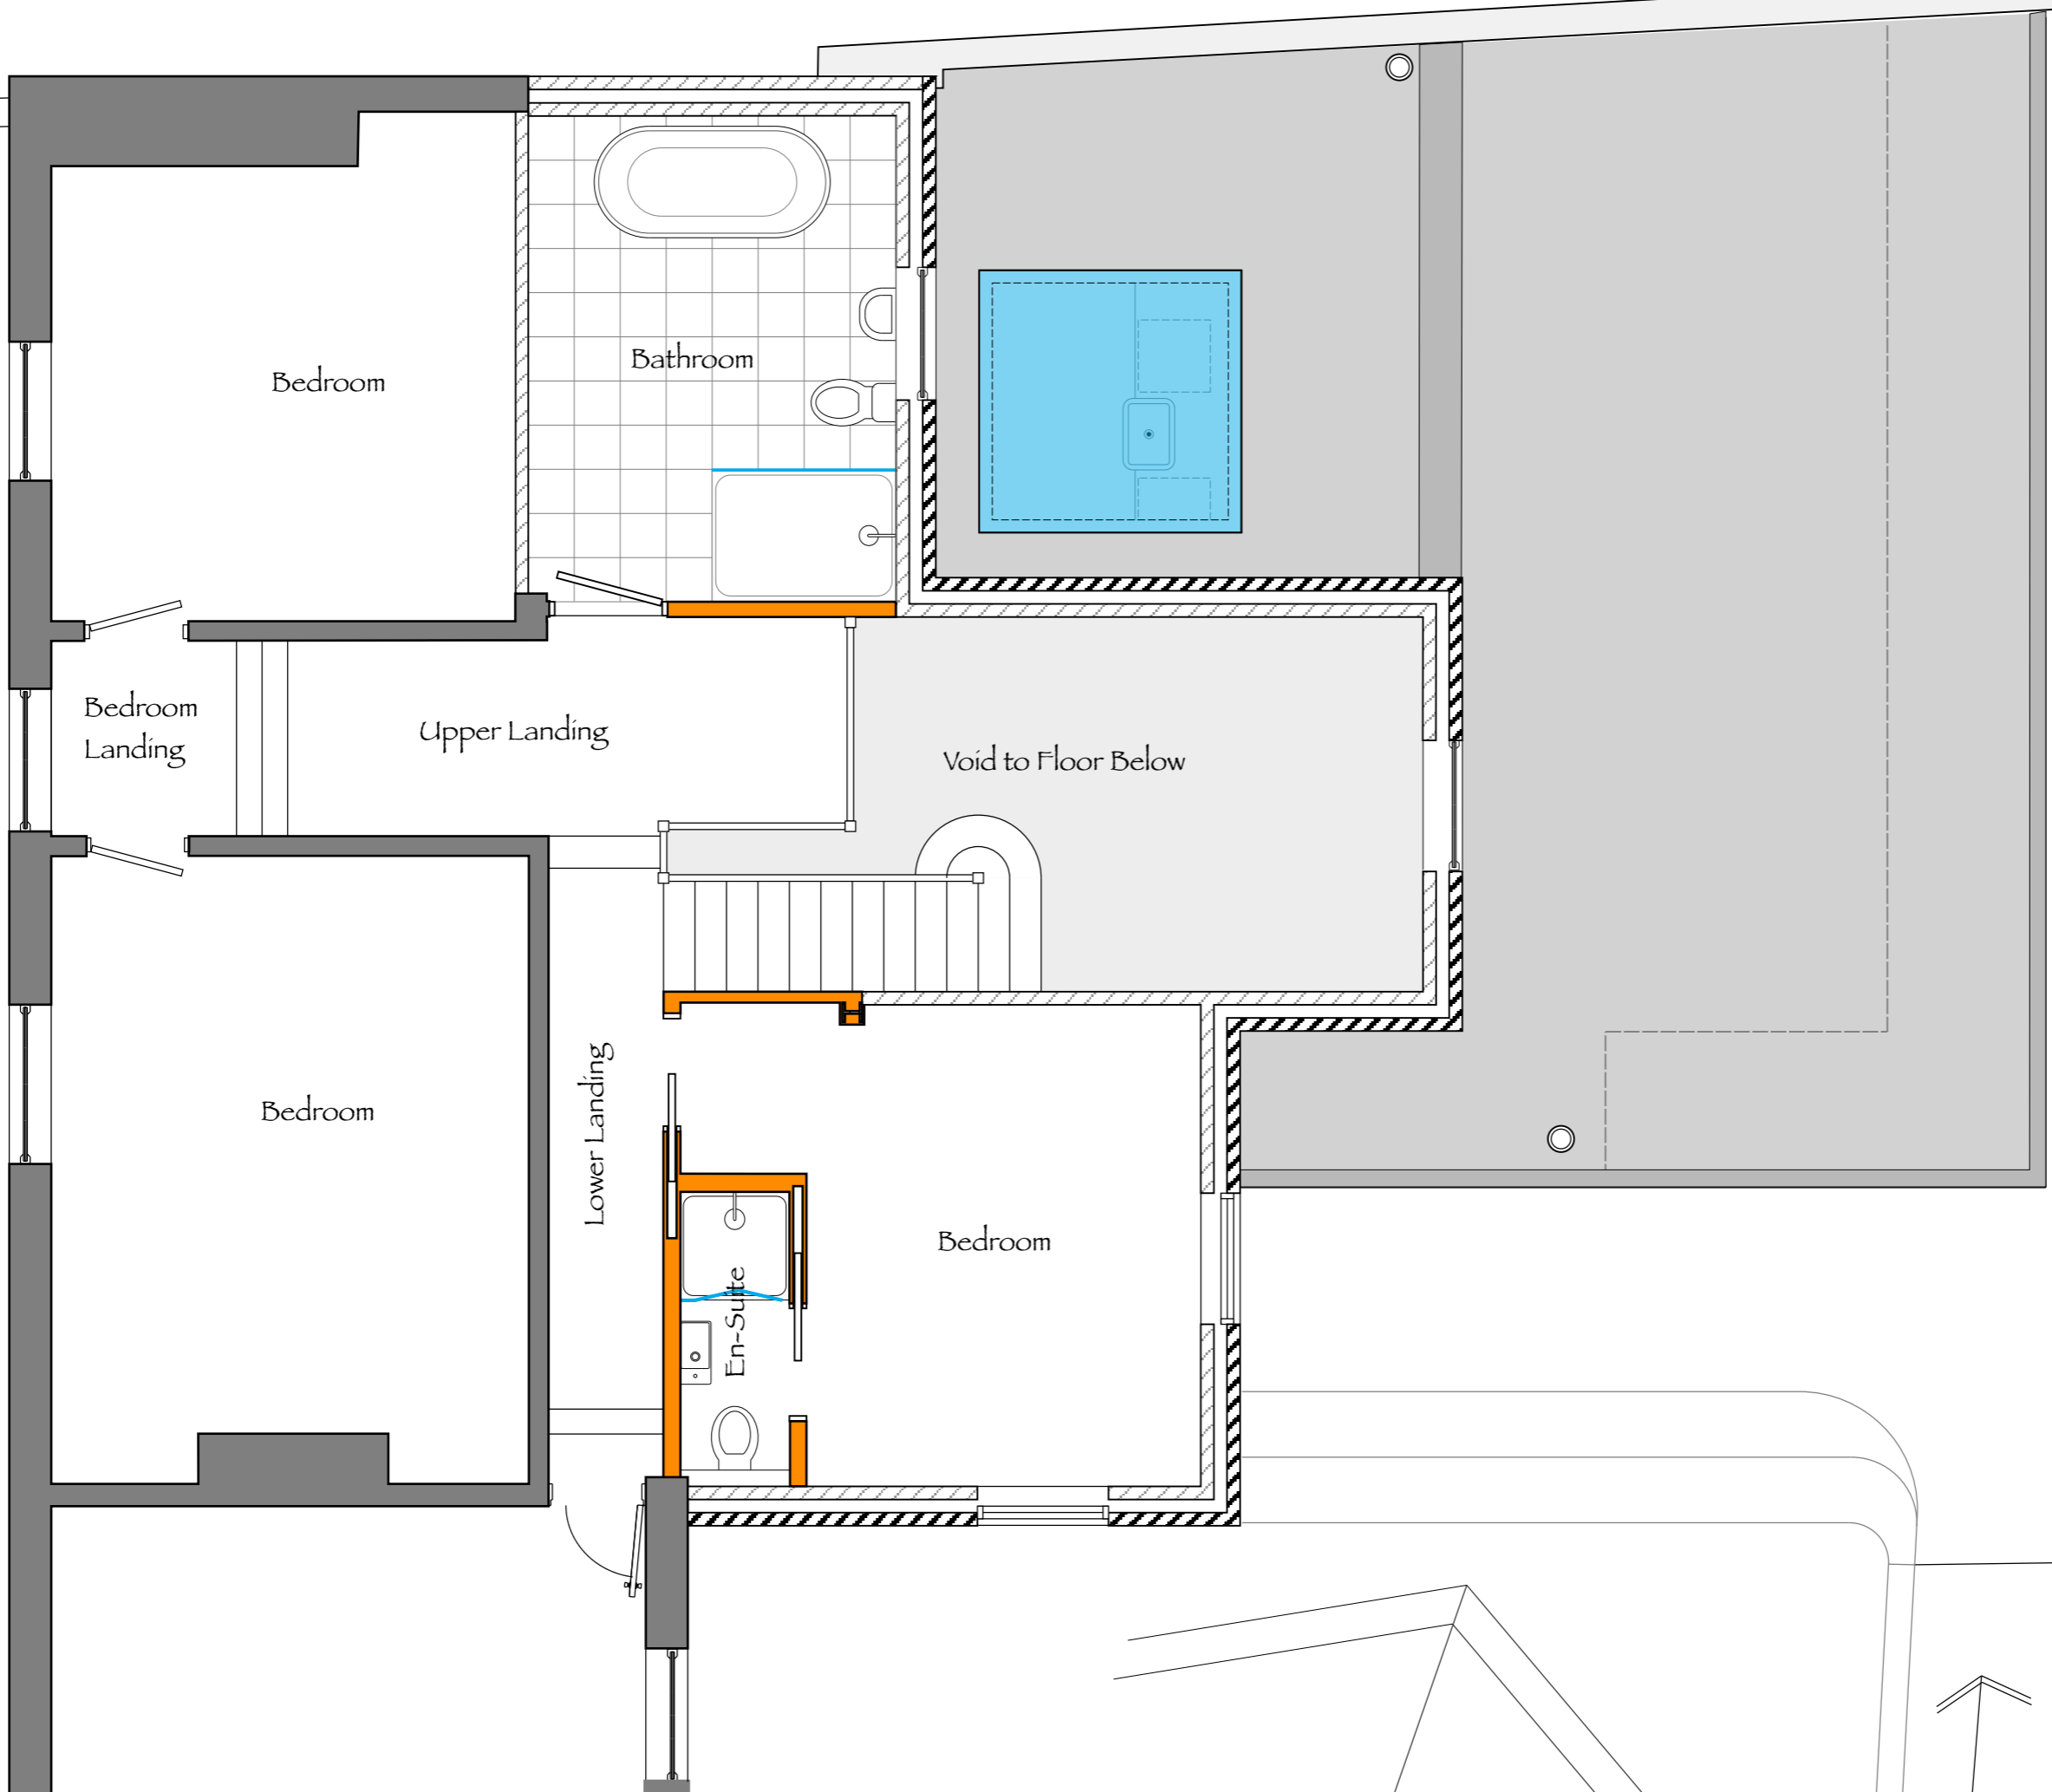 Bathroom
Bedroom
Bedroom
Landing
Upper Landing
Void to Floor Below
Bedroom
Lower Landing
Bedroom
En-Suite